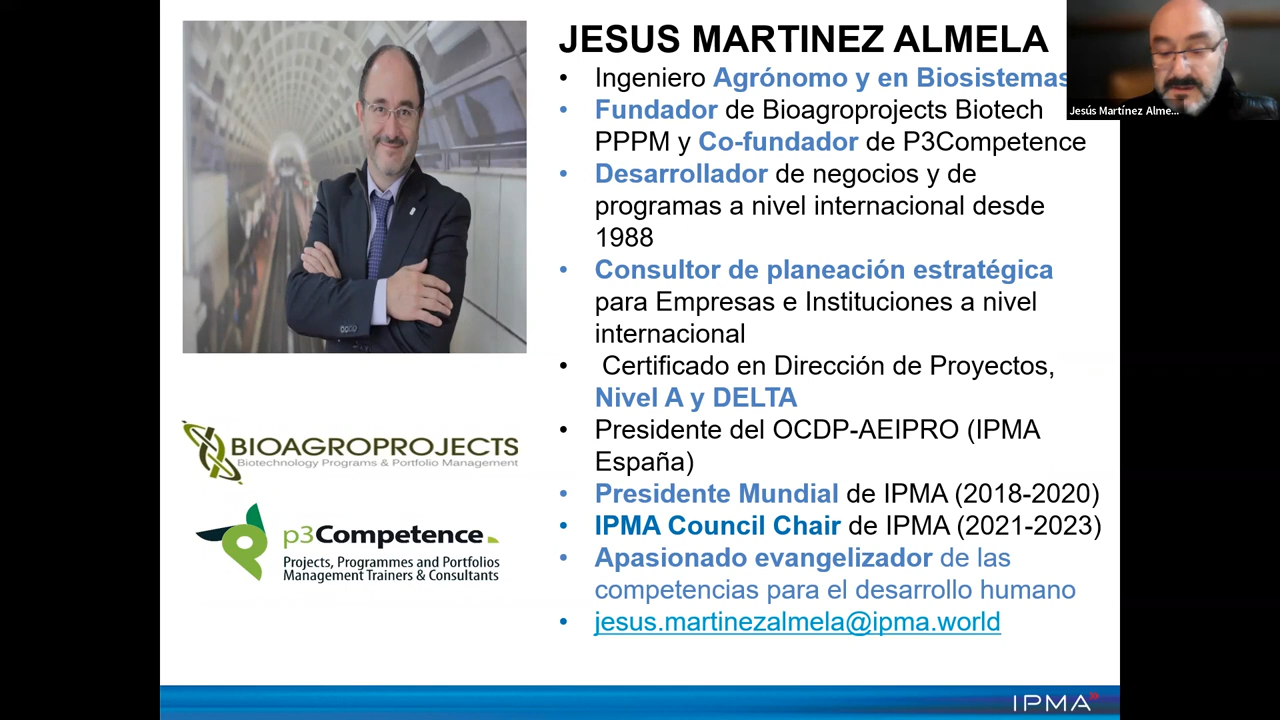 JESUS MARTINEZ ALMELA
• Ingeniero Agrónomo y en Biosistemas
• Fundador de Bioagroprojects Biotech
PPPM y Co-fundador de P3Competence
• Desarrollador de negocios y de
programas a nivel internacional desde
1988
• Consultor de planeación estratégica
para Empresas e Instituciones a nivel
internacional
• Certificado en Dirección de Proyectos,
Nivel A y DELTA
• Presidente del OCDP-AEIPRO (IPMA
España)
• Presidente Mundial de IPMA (2018-2020)
• IPMA Council Chair de IPMA (2021-2023)
• Apasionado evangelizador de las
competencias para el desarrollo humano
• jesus.martinezalmela@ipma.world
BIOAGROPROJECTS
Biotechnology Programs & Portfolio Management
p3Competence
Projects, Programmes and Portfolios
Management Trainers & Consultants
Jesús Martínez Alme...
IPMA